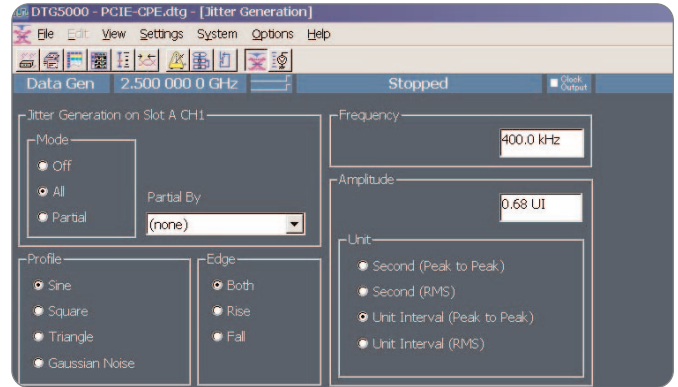 DTG5000 - PCIE-CPE.dtg - [Jitter Generation]
File Edit View Settings System Options Help
Data Gen 2.500 000 0 GHz Stopped Clock Output
Jitter Generation on Slot A CH1
Mode
Off
All
Partial
Partial By
(none)
Frequency
400.0 kHz
Amplitude
0.68 UI
Unit
Second (Peak to Peak)
Second (RMS)
Unit Interval (Peak to Peak)
Unit Interval (RMS)
Profile
Sine
Square
Triangle
Gaussian Noise
Edge
Both
Rise
Fall